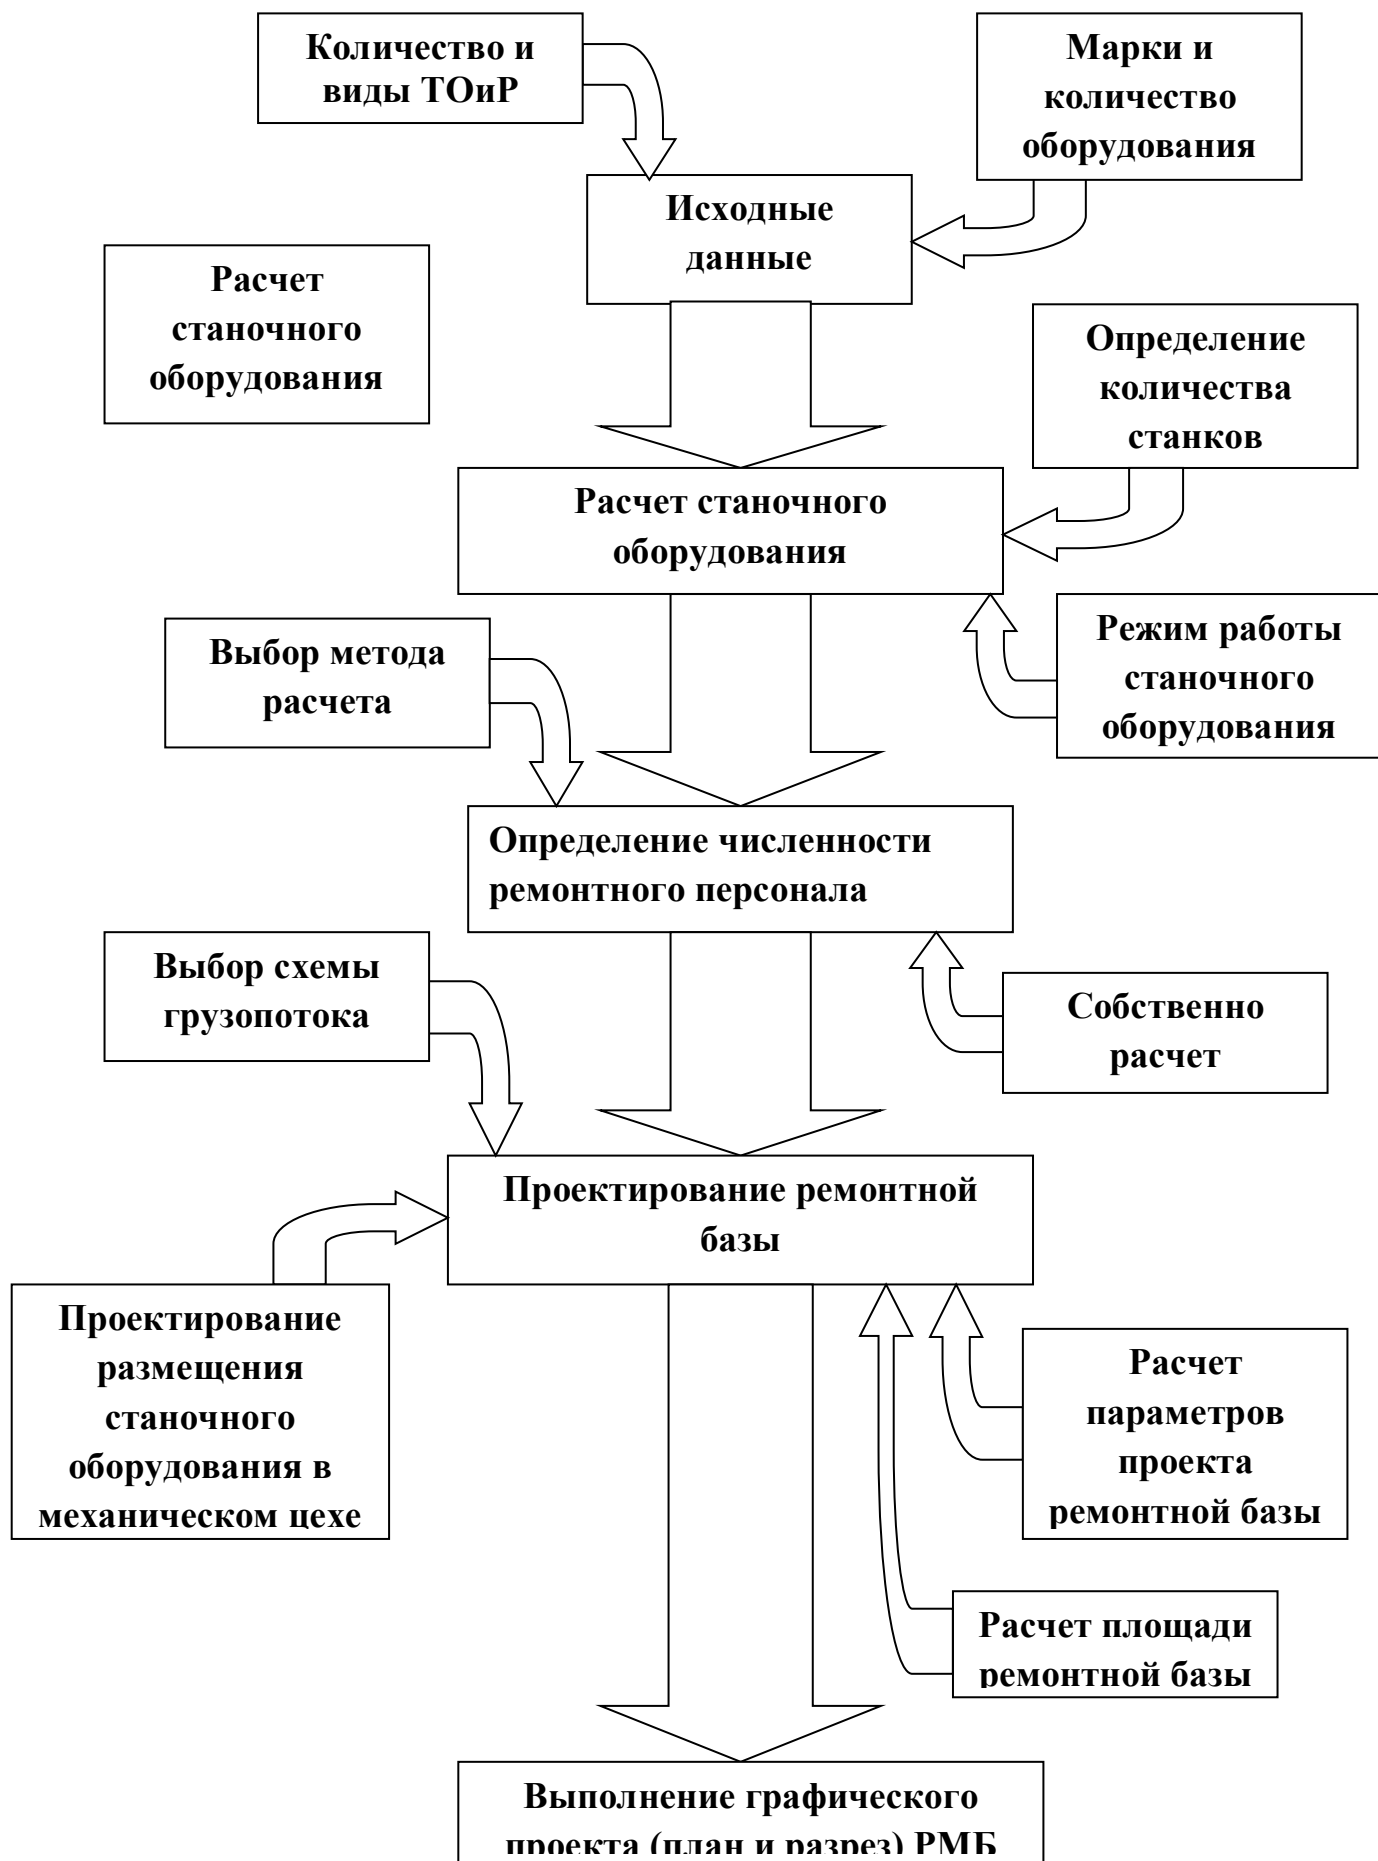 Количество и
виды ТОиР
Марки и
количество
оборудования
Исходные
данные
Расчет
станочного
оборудования
Определение
количества
станков
Расчет станочного
оборудования
Выбор метода
расчета
Режим работы
станочного
оборудования
Определение численности
ремонтного персонала
Выбор схемы
грузопотока
Собственно
расчет
Проектирование ремонтной
базы
Проектирование
размещения
станочного
оборудования в
механическом цехе
Расчет
параметров
проекта
ремонтной базы
Расчет площади
ремонтной базы
Выполнение графического
проекта (план и разрез) РМБ